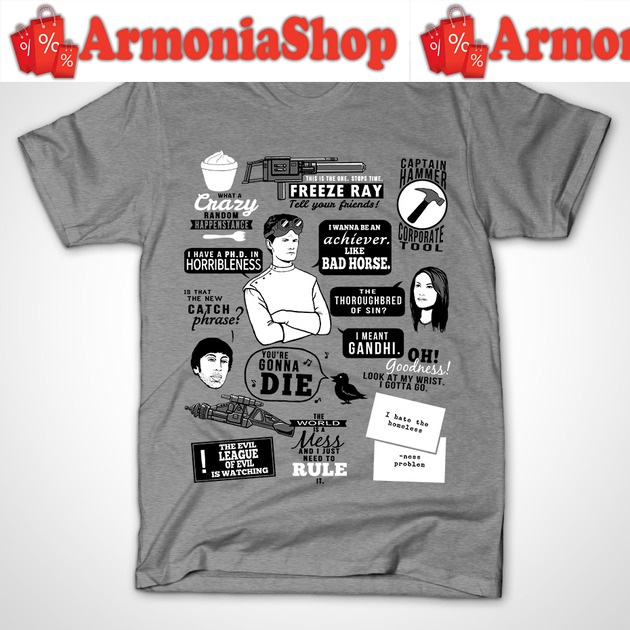 % % % ArmoniaShop
% % % Armon
THIS IS THE ONE. STOPS TIME.
FREEZE RAY
Tell your friends!
CAPTAIN
HAMMER
CORPORATE
TOOL
WHAT A
Crazy
RANDOM
HAPPENSTANCE
I WANNA BE AN
achiever.
LIKE
BAD HORSE.
I HAVE A PH.D. IN
HORRIBLENESS
THE
THOROUGHBRED
OF SIN?
IS THAT
THE NEW
CATCH
phrase?
I MEANT
GANDHI.
OH!
Goodness!
LOOK AT MY WRIST.
I GOTTA GO.
YOU'RE
GONNA
DIE
THE
WORLD
IS A
Mess
AND I JUST
NEED TO
RULE
IT.
I hate the
homeless
-ness
problem
!
THE EVIL
LEAGUE
OF EVIL
IS WATCHING